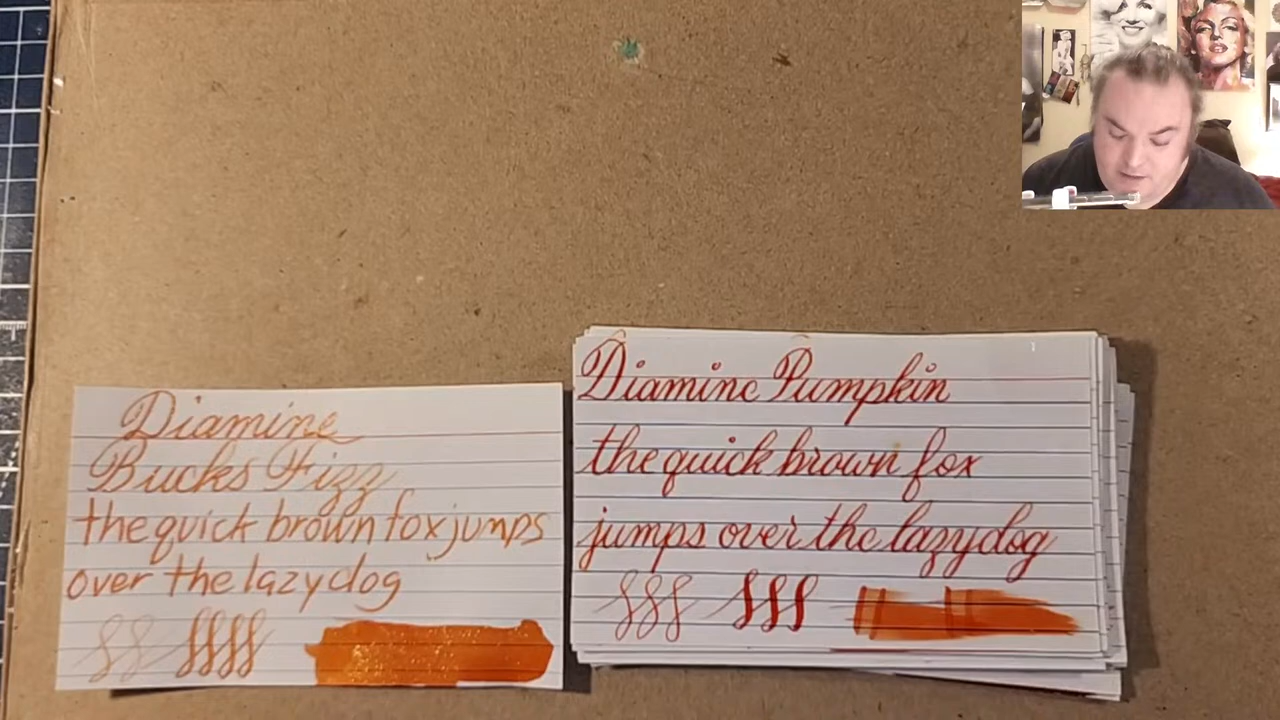 Diamine
Bucks Fizz
the quick brown fox jumps
over the lazy dog
Diamine Pumpkin
the quick brown fox
jumps over the lazy dog